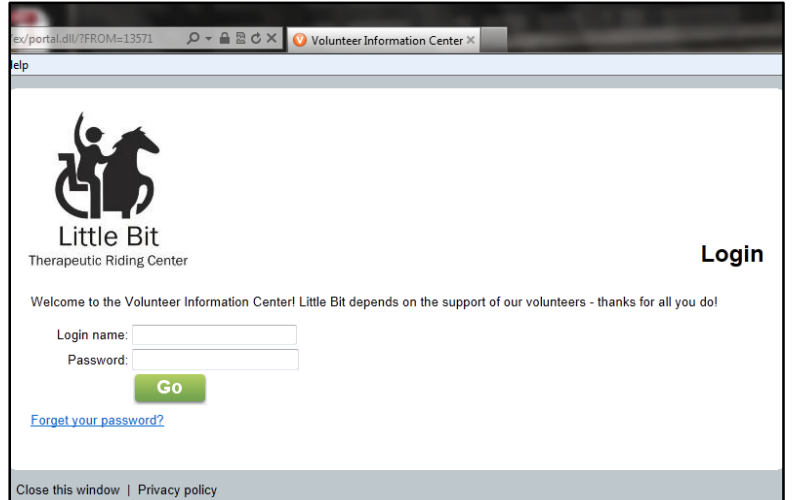 ex/portal.dll/?FROM=13571
Volunteer Information Center
Help
Little Bit
Therapeutic Riding Center
Login
Welcome to the Volunteer Information Center! Little Bit depends on the support of our volunteers - thanks for all you do!
Login name:
Password:
Go
Forget your password?
Close this window | Privacy policy